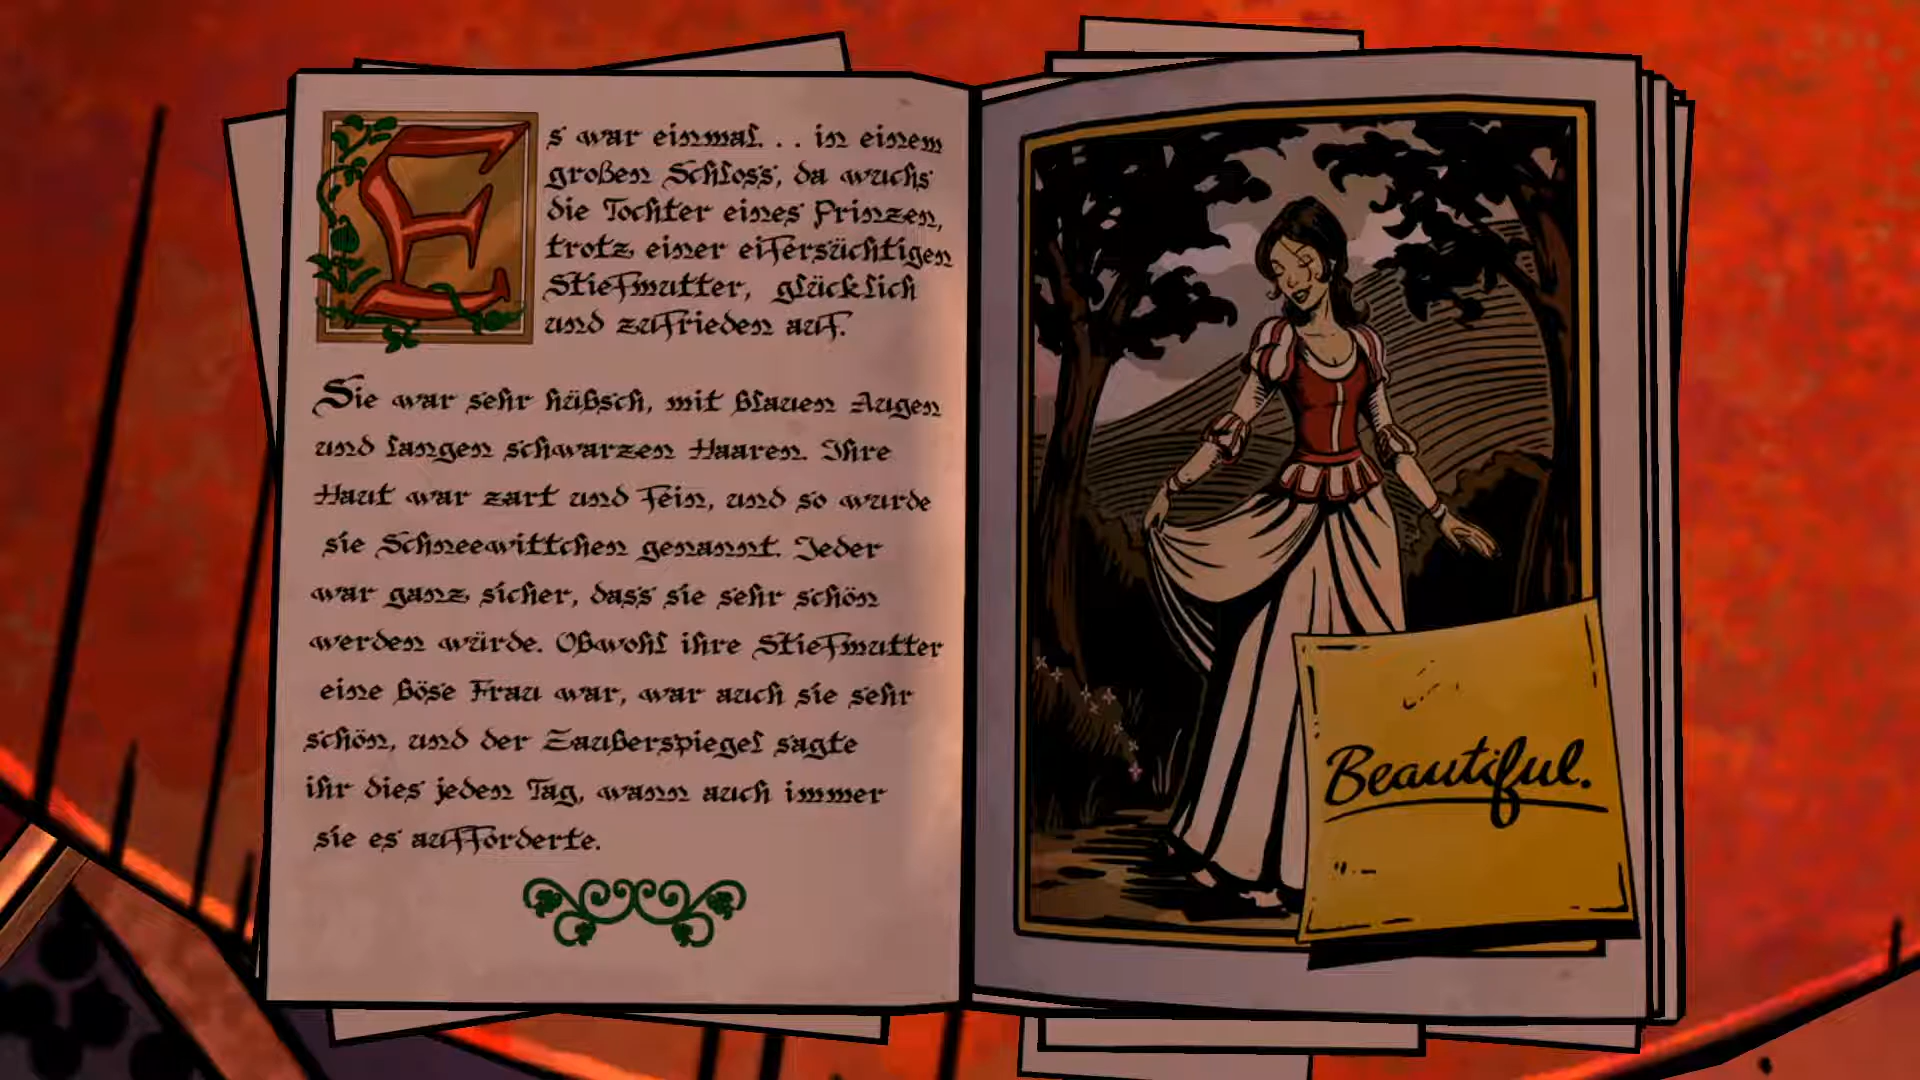 Es war einmal. . . in einem
großen Schloss, da wuchs
die Tochter eines Prinzen,
trotz einer eifersüchtigen
Stiefmutter, glücklich
und zufrieden auf.
Sie war sehr hübsch, mit blauen Augen
und langen schwarzen Haaren. Ihre
Haut war zart und fein, und so wurde
sie Schneewittchen genannt. Jeder
war ganz sicher, dass sie sehr schön
werden würde. Obwohl ihre Stiefmutter
eine böse Frau war, war auch sie sehr
schön, und der Zauberspiegel sagte
ihr dies jeden Tag, wann auch immer
sie es aufforderte.
Beautiful.